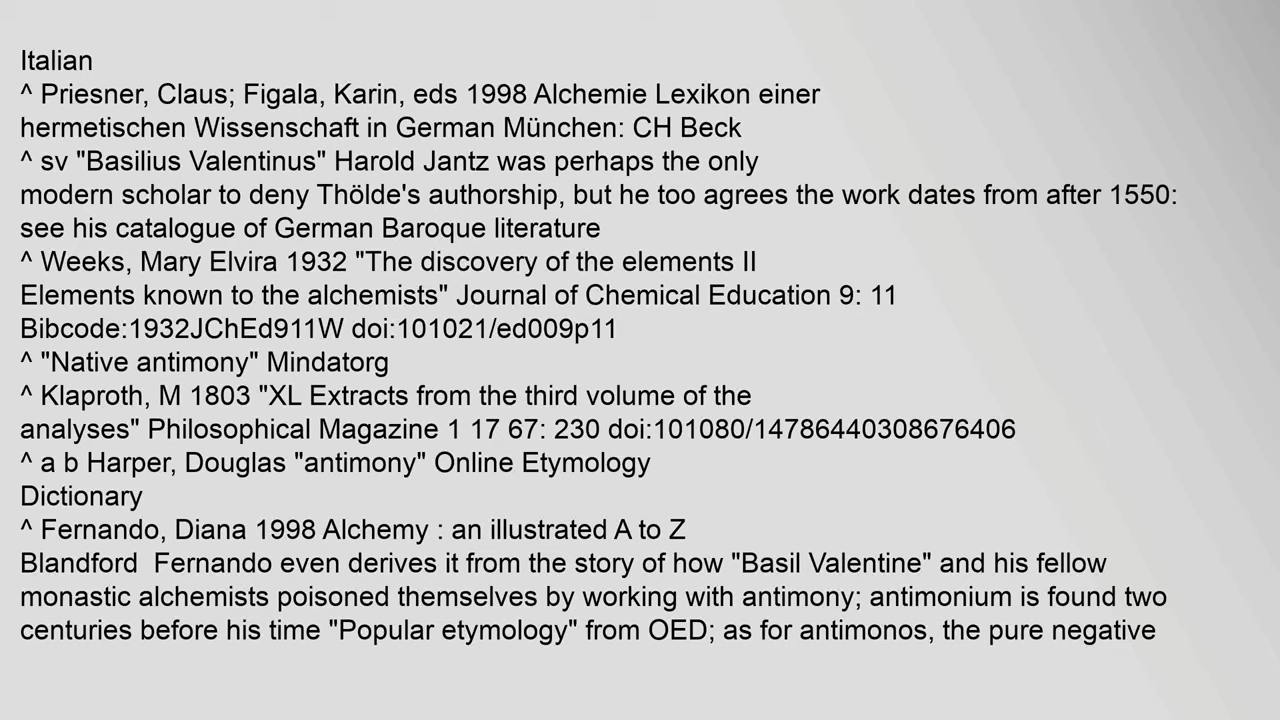 Italian
^ Priesner, Claus; Figala, Karin, eds 1998 Alchemie Lexikon einer
hermetischen Wissenschaft in German München: CH Beck
^ sv "Basilius Valentinus" Harold Jantz was perhaps the only
modern scholar to deny Thölde's authorship, but he too agrees the work dates from after 1550:
see his catalogue of German Baroque literature
^ Weeks, Mary Elvira 1932 "The discovery of the elements II
Elements known to the alchemists" Journal of Chemical Education 9: 11
Bibcode:1932JChEd911W doi:101021/ed009p11
^ "Native antimony" Mindatorg
^ Klaproth, M 1803 "XL Extracts from the third volume of the
analyses" Philosophical Magazine 1 17 67: 230 doi:101080/14786440308676406
^ a b Harper, Douglas "antimony" Online Etymology
Dictionary
^ Fernando, Diana 1998 Alchemy : an illustrated A to Z
Blandford  Fernando even derives it from the story of how "Basil Valentine" and his fellow
monastic alchemists poisoned themselves by working with antimony; antimonium is found two
centuries before his time "Popular etymology" from OED; as for antimonos, the pure negative